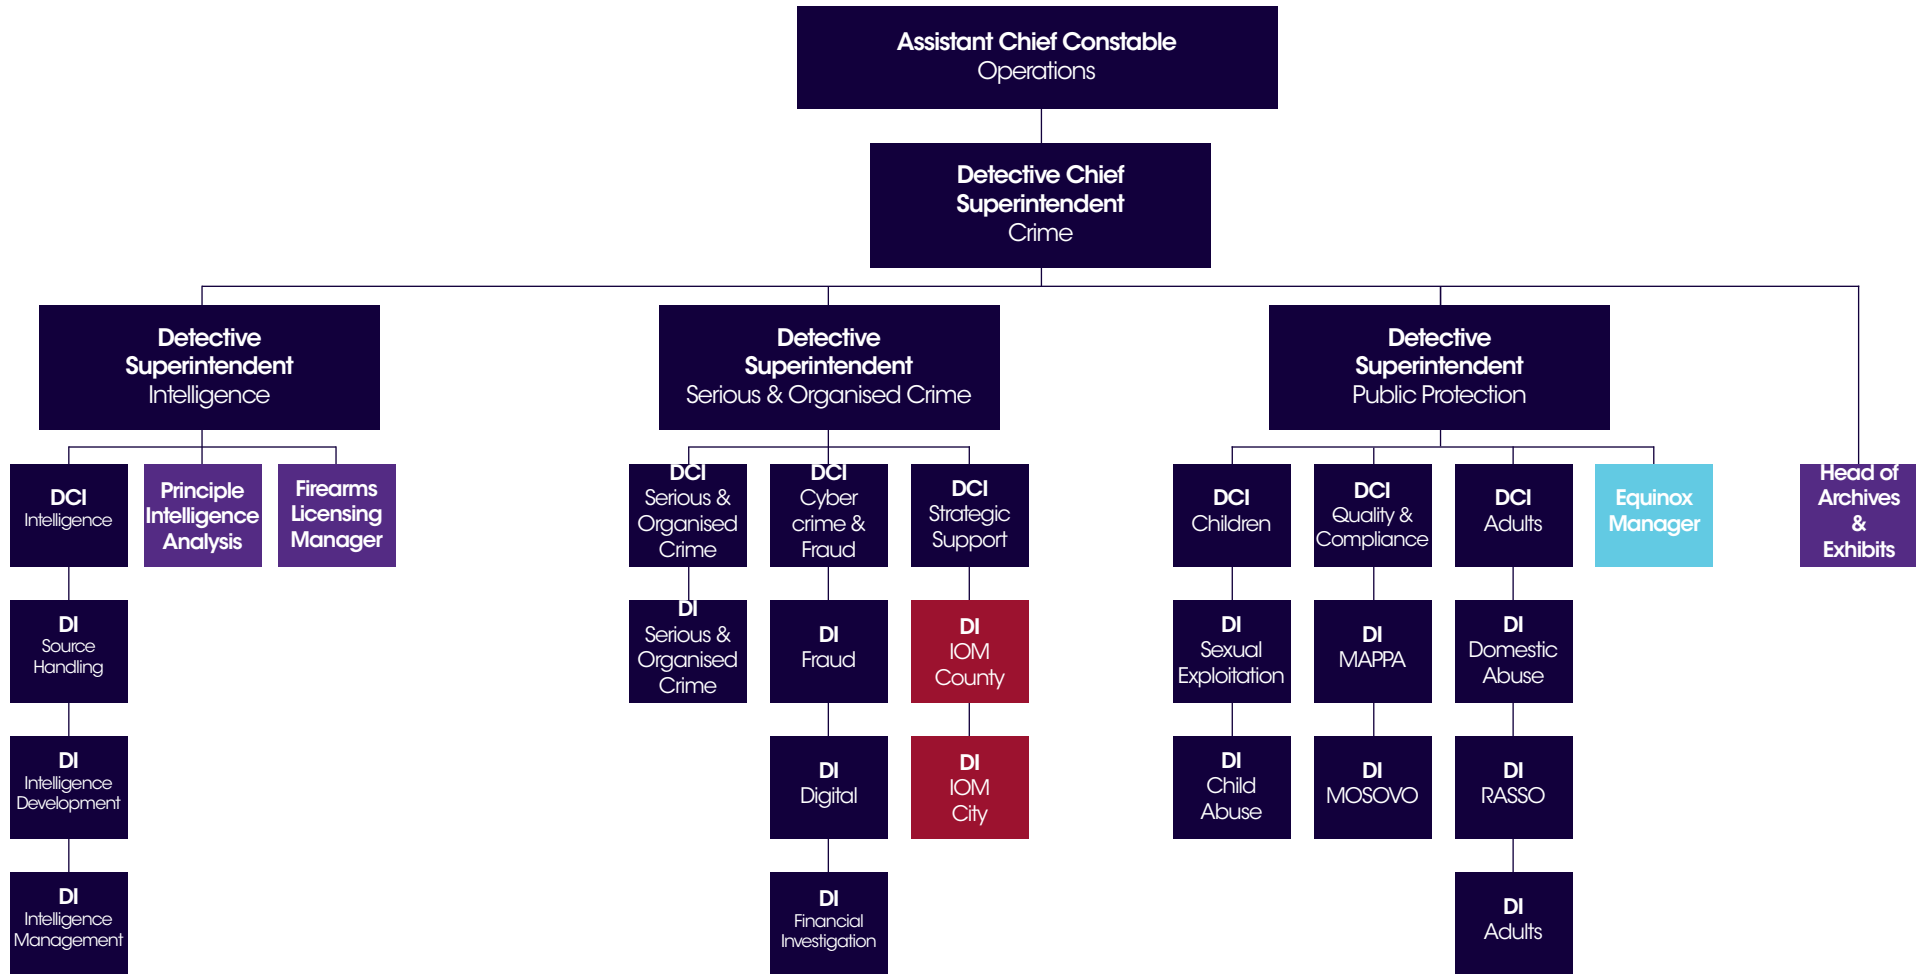 Assistant Chief Constable
Operations
Detective Chief
Superintendent
Crime
Detective
Superintendent
Intelligence
Detective
Superintendent
Serious & Organised Crime
Detective
Superintendent
Public Protection
DCI
Intelligence
Principle
Intelligence
Analysis
Firearms
Licensing
Manager
DCI
Serious &
Organised
Crime
DCI
Cyber
crime &
Fraud
DCI
Strategic
Support
DCI
Children
DCI
Quality &
Compliance
DCI
Adults
Equinox
Manager
Head of
Archives
&
Exhibits
DI
Source
Handling
DI
Serious &
Organised
Crime
DI
Fraud
DI
IOM
County
DI
Sexual
Exploitation
DI
MAPPA
DI
Domestic
Abuse
DI
Intelligence
Development
DI
Digital
DI
IOM
City
DI
Child
Abuse
DI
MOSOVO
DI
RASSO
DI
Intelligence
Management
DI
Financial
Investigation
DI
Adults